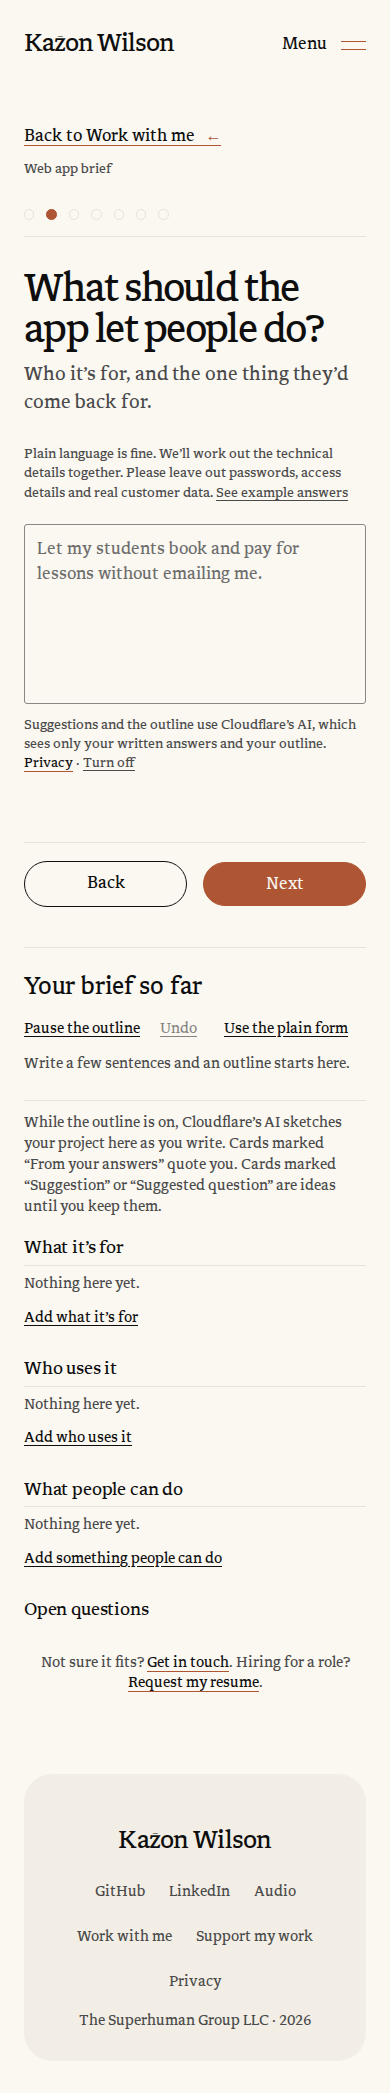 Kažon Wilson
Menu
Back to Work with me ←
Web app brief
What should the
app let people do?
Who it’s for, and the one thing they’d
come back for.
Plain language is fine. We’ll work out the technical
details together. Please leave out passwords, access
details and real customer data. See example answers
Let my students book and pay for
lessons without emailing me.
Suggestions and the outline use Cloudflare’s AI, which
sees only your written answers and your outline.
Privacy · Turn off
Back
Next
Your brief so far
Pause the outline Undo Use the plain form
Write a few sentences and an outline starts here.
While the outline is on, Cloudflare’s AI sketches
your project here as you write. Cards marked
“From your answers” quote you. Cards marked
“Suggestion” or “Suggested question” are ideas
until you keep them.
What it’s for
Nothing here yet.
Add what it’s for
Who uses it
Nothing here yet.
Add who uses it
What people can do
Nothing here yet.
Add something people can do
Open questions
Not sure it fits? Get in touch. Hiring for a role?
Request my resume.
Kažon Wilson
GitHub LinkedIn Audio
Work with me Support my work
Privacy
The Superhuman Group LLC · 2026